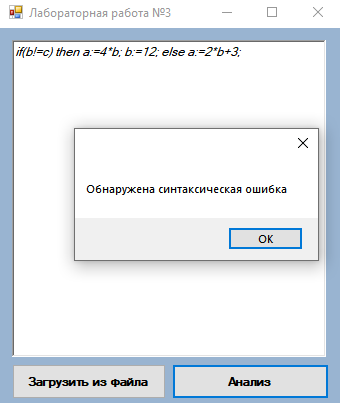 Лабораторная работа №3
if(b!=c) then a:=4*b; b:=12; else a:=2*b+3;
Обнаружена синтаксическая ошибка
OK
Загрузить из файла
Анализ